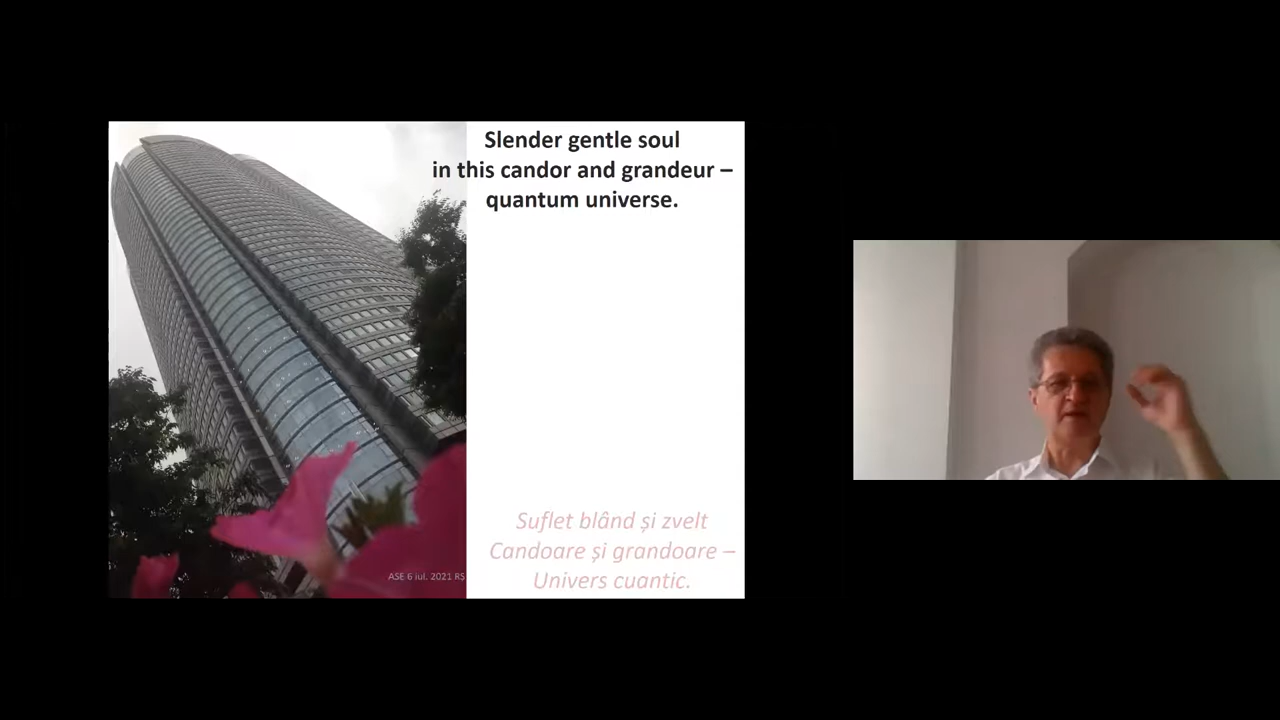 Slender gentle soul
in this candor and grandeur –
quantum universe.
Suflet blând și zvelt
Candoare și grandoare –
Univers cuantic.
ASE 6 iul. 2021 RȘ